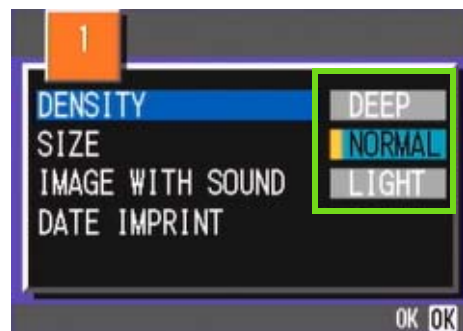 1
DENSITY DEEP
SIZE NORMAL
IMAGE WITH SOUND LIGHT
DATE IMPRINT
OK OK